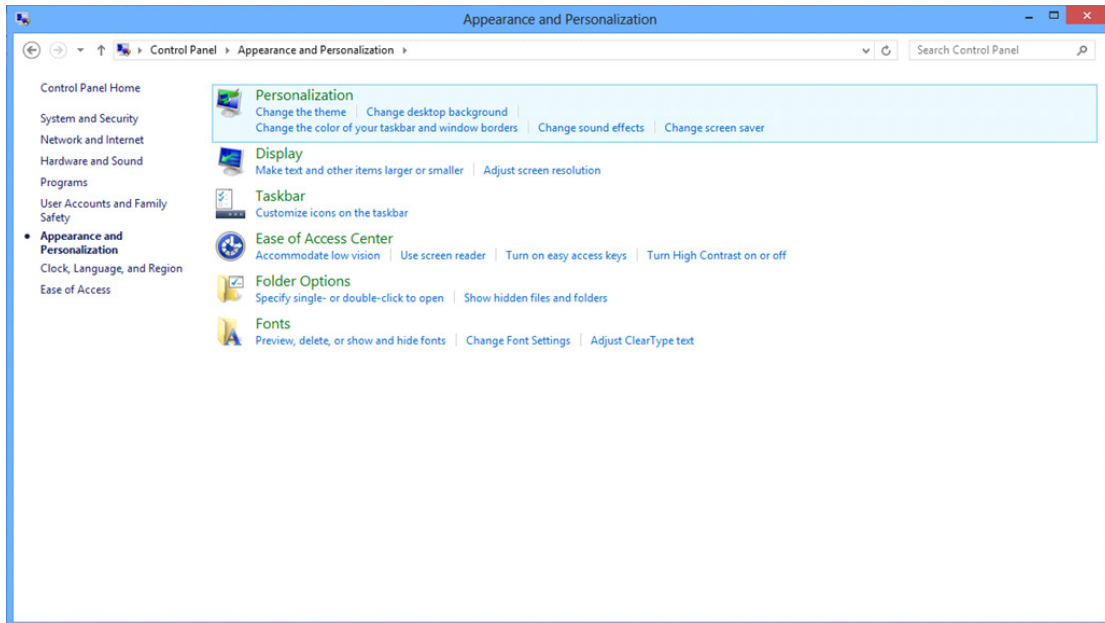 Appearance and Personalization
Control Panel Appearance and Personalization
Search Control Panel
Control Panel Home
System and Security
Network and Internet
Hardware and Sound
Programs
User Accounts and Family
Safety
Appearance and
Personalization
Clock, Language, and Region
Ease of Access
Personalization
Change the theme Change desktop background
Change the color of your taskbar and window borders Change sound effects Change screen saver
Display
Make text and other items larger or smaller Adjust screen resolution
Taskbar
Customize icons on the taskbar
Ease of Access Center
Accommodate low vision Use screen reader Turn on easy access keys Turn High Contrast on or off
Folder Options
Specify single- or double-click to open Show hidden files and folders
Fonts
Preview, delete, or show and hide fonts Change Font Settings Adjust ClearType text